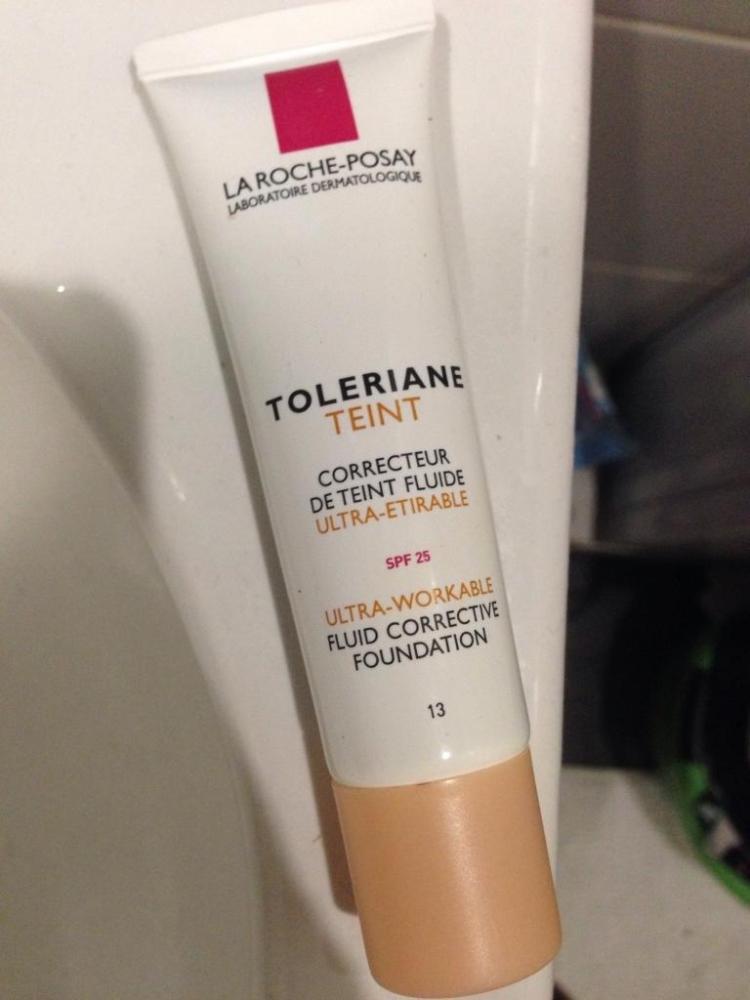 LA ROCHE-POSAY
LABORATOIRE DERMATOLOGIQUE
TOLERIANE
TEINT
CORRECTEUR
DE TEINT FLUIDE
ULTRA-ETIRABLE
SPF 25
ULTRA-WORKABLE
FLUID CORRECTIVE
FOUNDATION
13